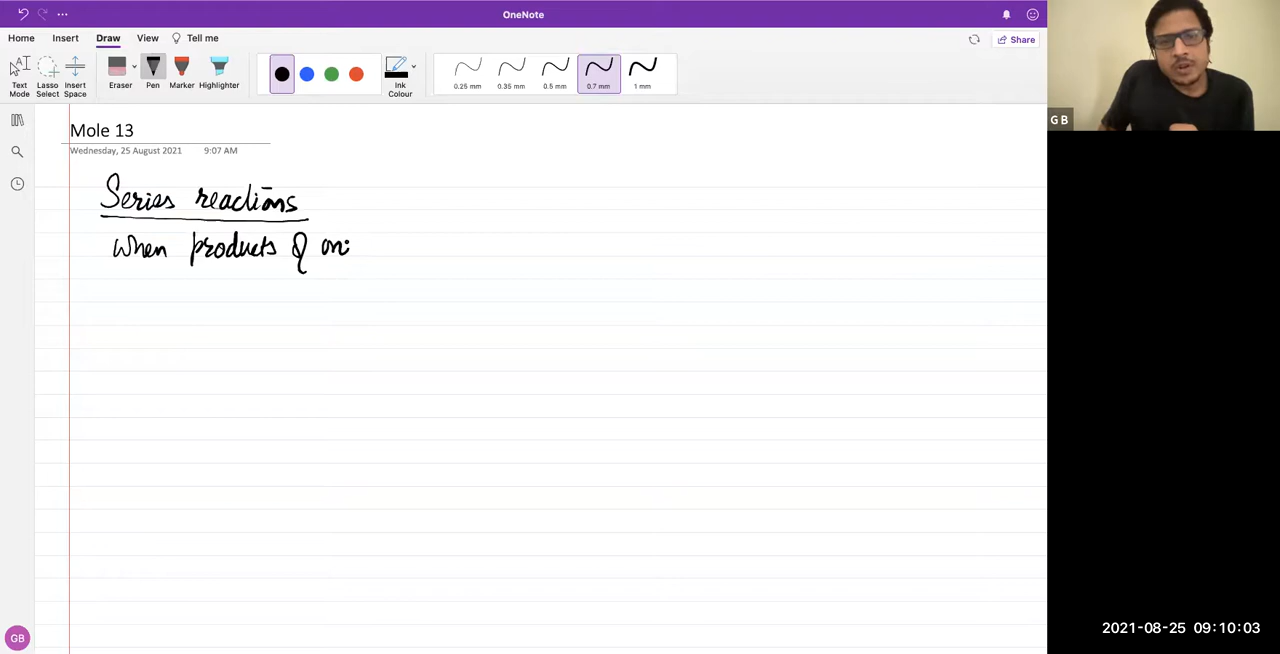 OneNote
Home Insert Draw View Tell me
Share
Text Mode
Lasso Select
Insert Space
Eraser
Pen
Marker
Highlighter
Ink Colour
0.25 mm
0.35 mm
0.5 mm
0.7 mm
1 mm
G B
Mole 13
Wednesday, 25 August 2021 9:07 AM
Series reactions
When products of
GB
2021-08-25 09:10:03